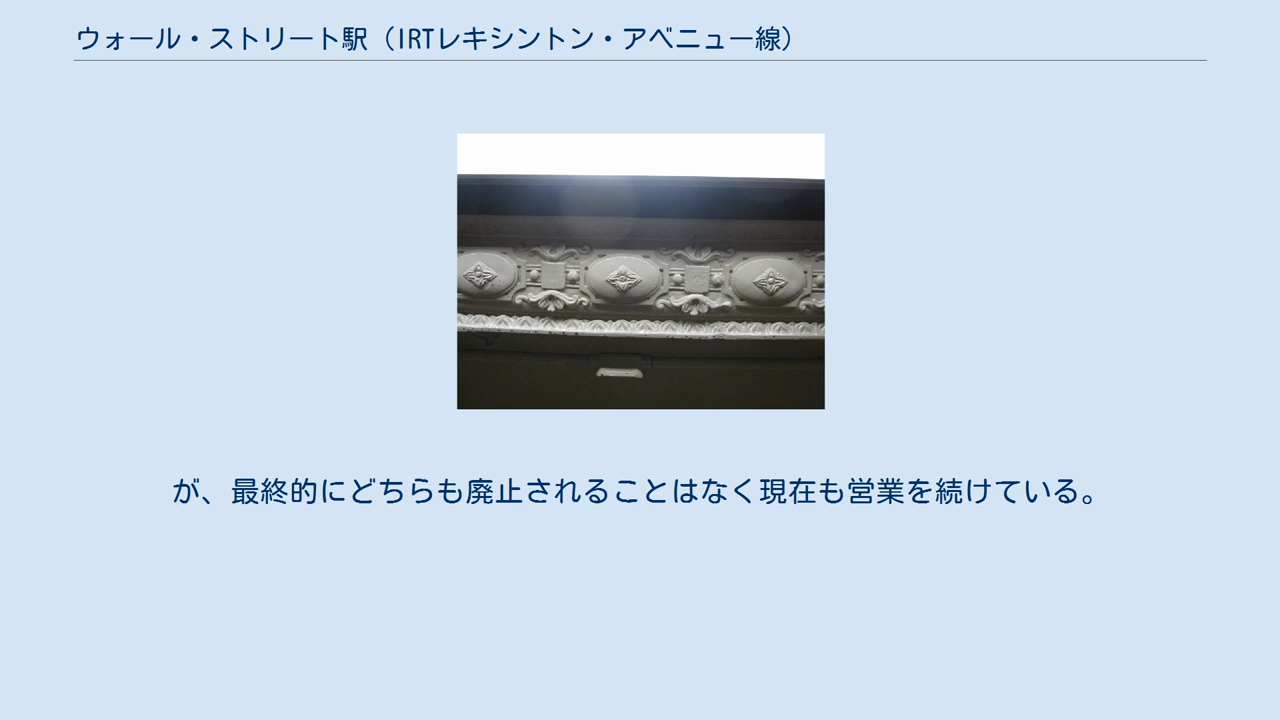 ウォール・ストリート駅（IRTレキシントン・アベニュー線）
が、最終的にどちらも廃止されることはなく現在も営業を続けている。